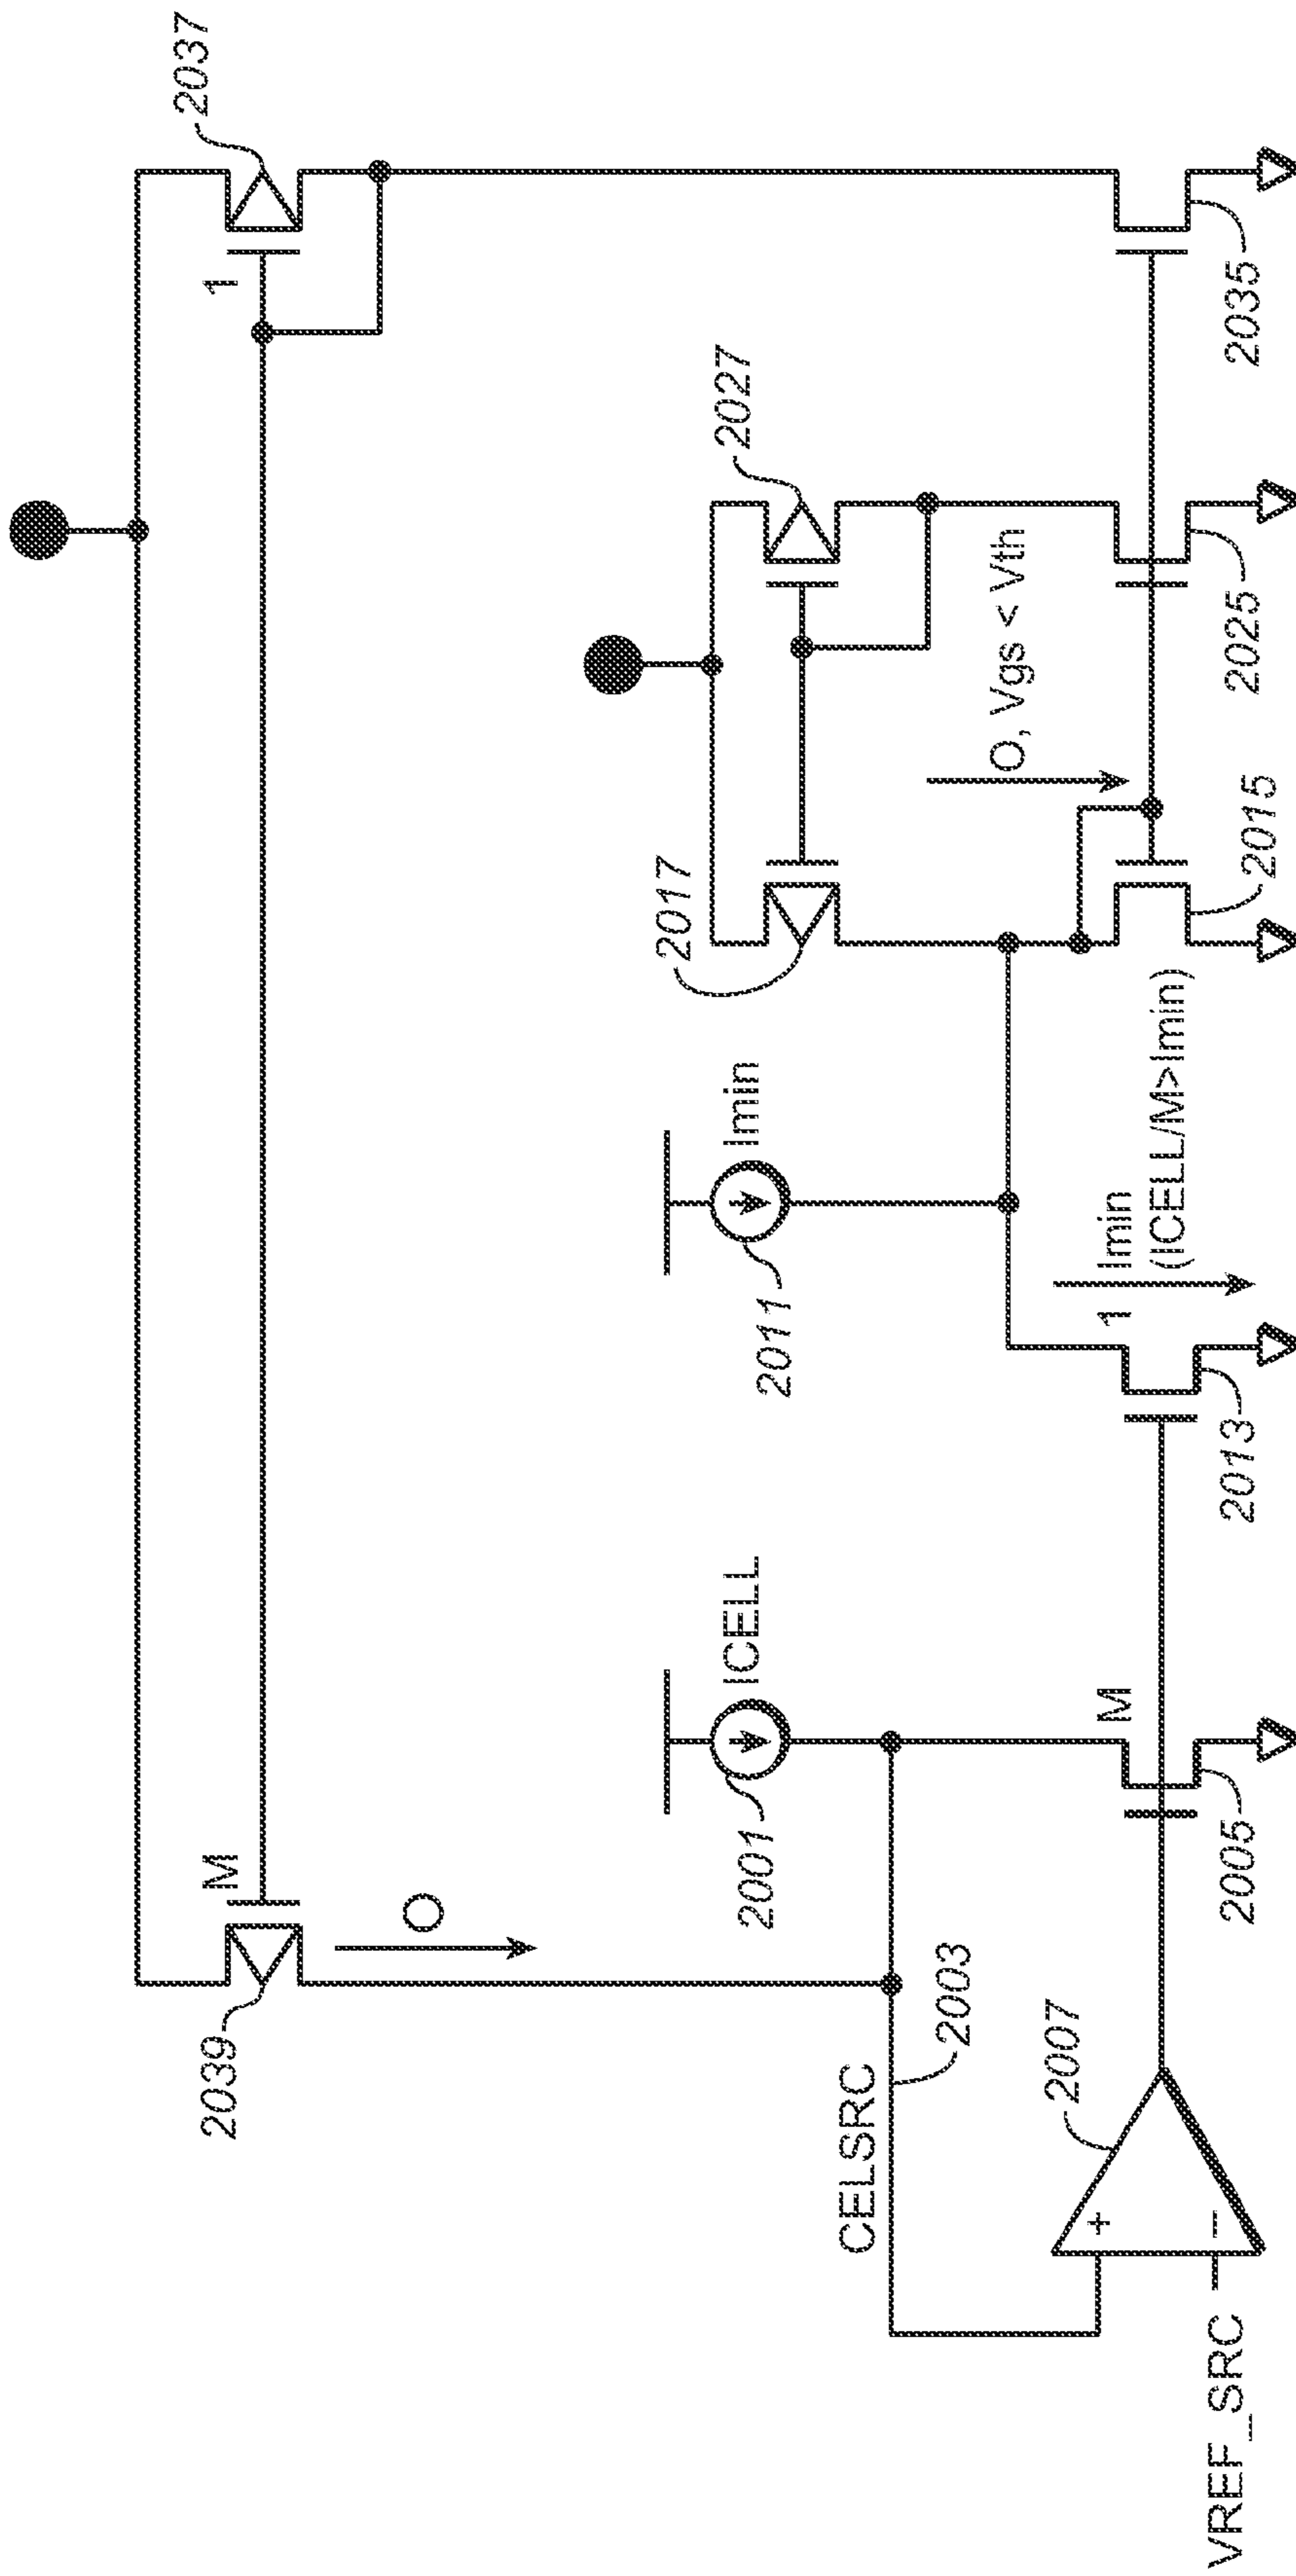 2037
1
M
2039
O
2027
2017
O, Vgs < Vth
Imin
2011
ICELL
2001
CELSRC
2003
2007
+
–
VREF_SRC
M
2005
1
Imin
(ICELL/M>Imin)
2013
2015
2025
2035